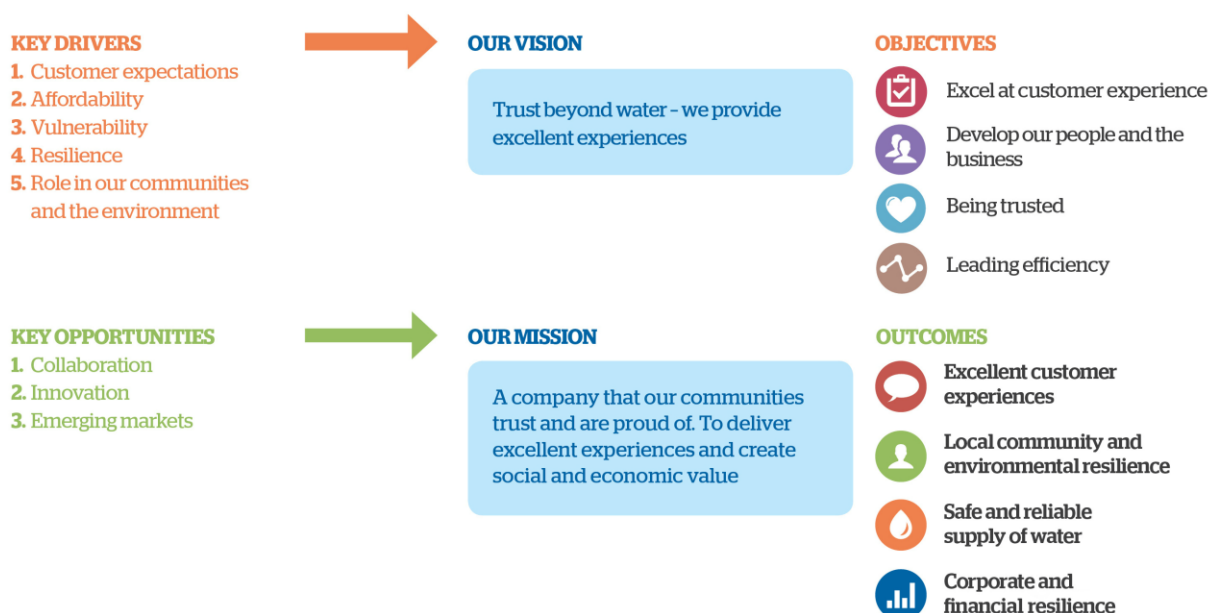 KEY DRIVERS
1. Customer expectations
2. Affordability
3. Vulnerability
4. Resilience
5. Role in our communities
and the environment
OUR VISION
Trust beyond water – we provide
excellent experiences
OBJECTIVES
Excel at customer experience
Develop our people and the
business
Being trusted
Leading efficiency
KEY OPPORTUNITIES
1. Collaboration
2. Innovation
3. Emerging markets
OUR MISSION
A company that our communities
trust and are proud of. To deliver
excellent experiences and create
social and economic value
OUTCOMES
Excellent customer
experiences
Local community and
environmental resilience
Safe and reliable
supply of water
Corporate and
financial resilience